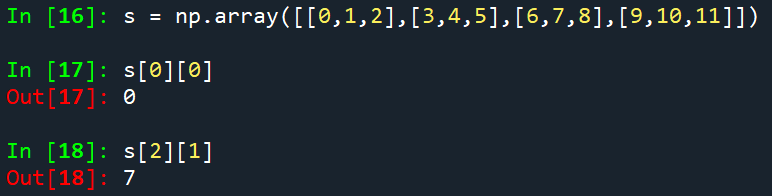 In [16]: s = np.array([[0,1,2],[3,4,5],[6,7,8],[9,10,11]])
In [17]: s[0][0]
Out[17]: 0
In [18]: s[2][1]
Out[18]: 7